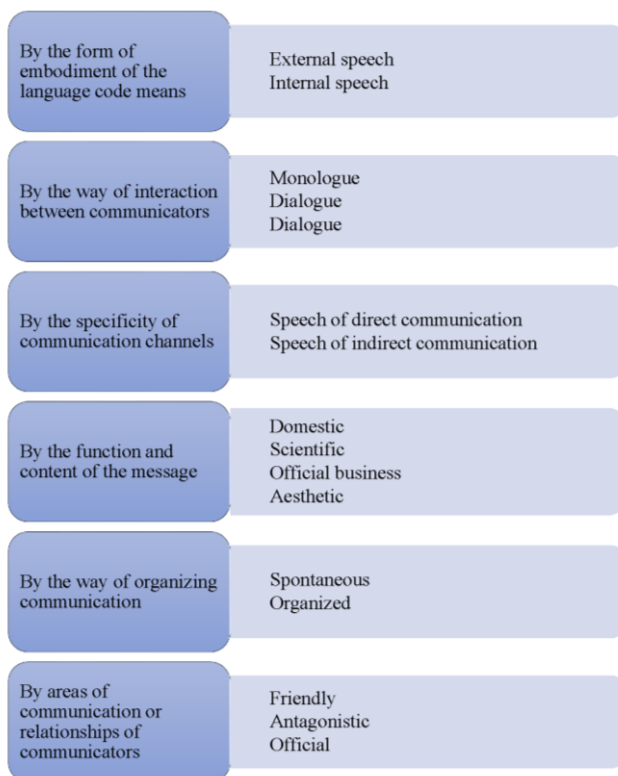 By the form of
embodiment of the
language code means
External speech
Internal speech
By the way of interaction
between communicators
Monologue
Dialogue
Dialogue
By the specificity of
communication channels
Speech of direct communication
Speech of indirect communication
By the function and
content of the message
Domestic
Scientific
Official business
Aesthetic
By the way of organizing
communication
Spontaneous
Organized
By areas of
communication or
relationships of
communicators
Friendly
Antagonistic
Official